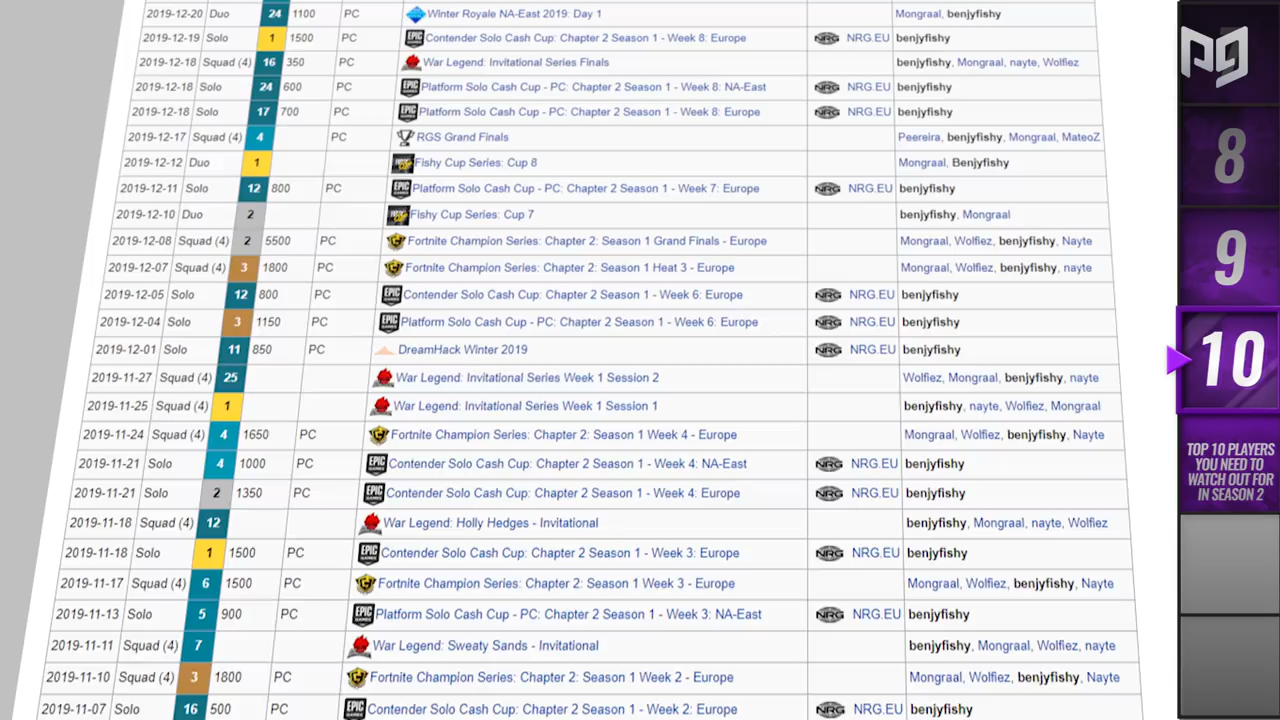 2019-12-20 Duo 24 1100 PC Winter Royale NA-East 2019: Day 1 Mongraal, benjyfishy
2019-12-19 Solo 1 1500 PC Contender Solo Cash Cup: Chapter 2 Season 1 - Week 8: Europe NRG NRG.EU benjyfishy
2019-12-18 Squad (4) 16 350 PC War Legend: Invitational Series Finals benjyfishy, Mongraal, nayte, Wolfiez
2019-12-18 Solo 24 600 PC Platform Solo Cash Cup - PC: Chapter 2 Season 1 - Week 8: NA-East NRG NRG.EU benjyfishy
2019-12-18 Solo 17 700 PC Platform Solo Cash Cup - PC: Chapter 2 Season 1 - Week 8: Europe NRG NRG.EU benjyfishy
2019-12-17 Squad (4) 4 PC RGS Grand Finals Peereira, benjyfishy, Mongraal, MateoZ
2019-12-12 Duo 1 Fishy Cup Series: Cup 8 Mongraal, Benjyfishy
2019-12-11 Solo 12 800 PC Platform Solo Cash Cup - PC: Chapter 2 Season 1 - Week 7: Europe NRG NRG.EU benjyfishy
2019-12-10 Duo 2 Fishy Cup Series: Cup 7 benjyfishy, Mongraal
2019-12-08 Squad (4) 2 5500 PC Fortnite Champion Series: Chapter 2: Season 1 Grand Finals - Europe Mongraal, Wolfiez, benjyfishy, Nayte
2019-12-07 Squad (4) 3 1800 PC Fortnite Champion Series: Chapter 2: Season 1 Heat 3 - Europe Mongraal, Wolfiez, benjyfishy, nayte
2019-12-05 Solo 12 800 PC Contender Solo Cash Cup: Chapter 2 Season 1 - Week 6: Europe NRG NRG.EU benjyfishy
2019-12-04 Solo 3 1150 PC Platform Solo Cash Cup - PC: Chapter 2 Season 1 - Week 6: Europe NRG NRG.EU benjyfishy
2019-12-01 Solo 11 850 PC DreamHack Winter 2019 NRG NRG.EU benjyfishy
2019-11-27 Squad (4) 25 War Legend: Invitational Series Week 1 Session 2 Wolfiez, Mongraal, benjyfishy, nayte
2019-11-25 Squad (4) 1 War Legend: Invitational Series Week 1 Session 1 benjyfishy, nayte, Wolfiez, Mongraal
2019-11-24 Squad (4) 4 1650 PC Fortnite Champion Series: Chapter 2: Season 1 Week 4 - Europe Mongraal, Wolfiez, benjyfishy, Nayte
2019-11-21 Solo 4 1000 PC Contender Solo Cash Cup: Chapter 2 Season 1 - Week 4: NA-East NRG NRG.EU benjyfishy
2019-11-21 Solo 2 1350 PC Contender Solo Cash Cup: Chapter 2 Season 1 - Week 4: Europe NRG NRG.EU benjyfishy
2019-11-18 Squad (4) 12 War Legend: Holly Hedges - Invitational benjyfishy, Mongraal, nayte, Wolfiez
2019-11-18 Solo 1 1500 PC Contender Solo Cash Cup: Chapter 2 Season 1 - Week 3: Europe NRG NRG.EU benjyfishy
2019-11-17 Squad (4) 6 1500 PC Fortnite Champion Series: Chapter 2: Season 1 Week 3 - Europe Mongraal, Wolfiez, benjyfishy, Nayte
2019-11-13 Solo 5 900 PC Platform Solo Cash Cup - PC: Chapter 2 Season 1 - Week 3: NA-East NRG NRG.EU benjyfishy
2019-11-11 Squad (4) 7 War Legend: Sweaty Sands - Invitational benjyfishy, Mongraal, Wolfiez, nayte
2019-11-10 Squad (4) 3 1800 PC Fortnite Champion Series: Chapter 2: Season 1 Week 2 - Europe Mongraal, Wolfiez, benjyfishy, Nayte
2019-11-07 Solo 16 500 PC Contender Solo Cash Cup: Chapter 2 Season 1 - Week 2: Europe NRG NRG.EU benjyfishy
PG
8
9
10
TOP 10 PLAYERS
YOU NEED TO
WATCH OUT FOR
IN SEASON 2